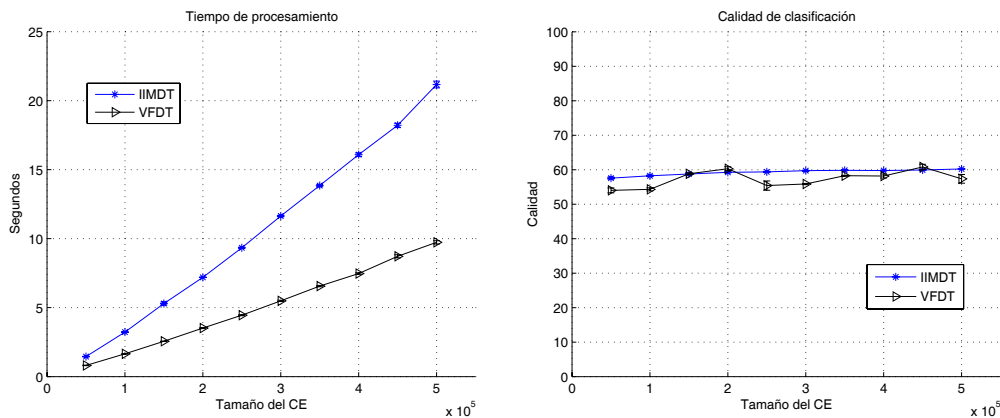 Tiempo de procesamiento
25
20
15
10
5
0
Segundos
IIMDT
VFDT
0 1 2 3 4 5
Tamaño del CE
x 10^5
Calidad de clasificación
100
90
80
70
60
50
40
30
20
10
0
Calidad
IIMDT
VFDT
0 1 2 3 4 5
Tamaño del CE
x 10^5